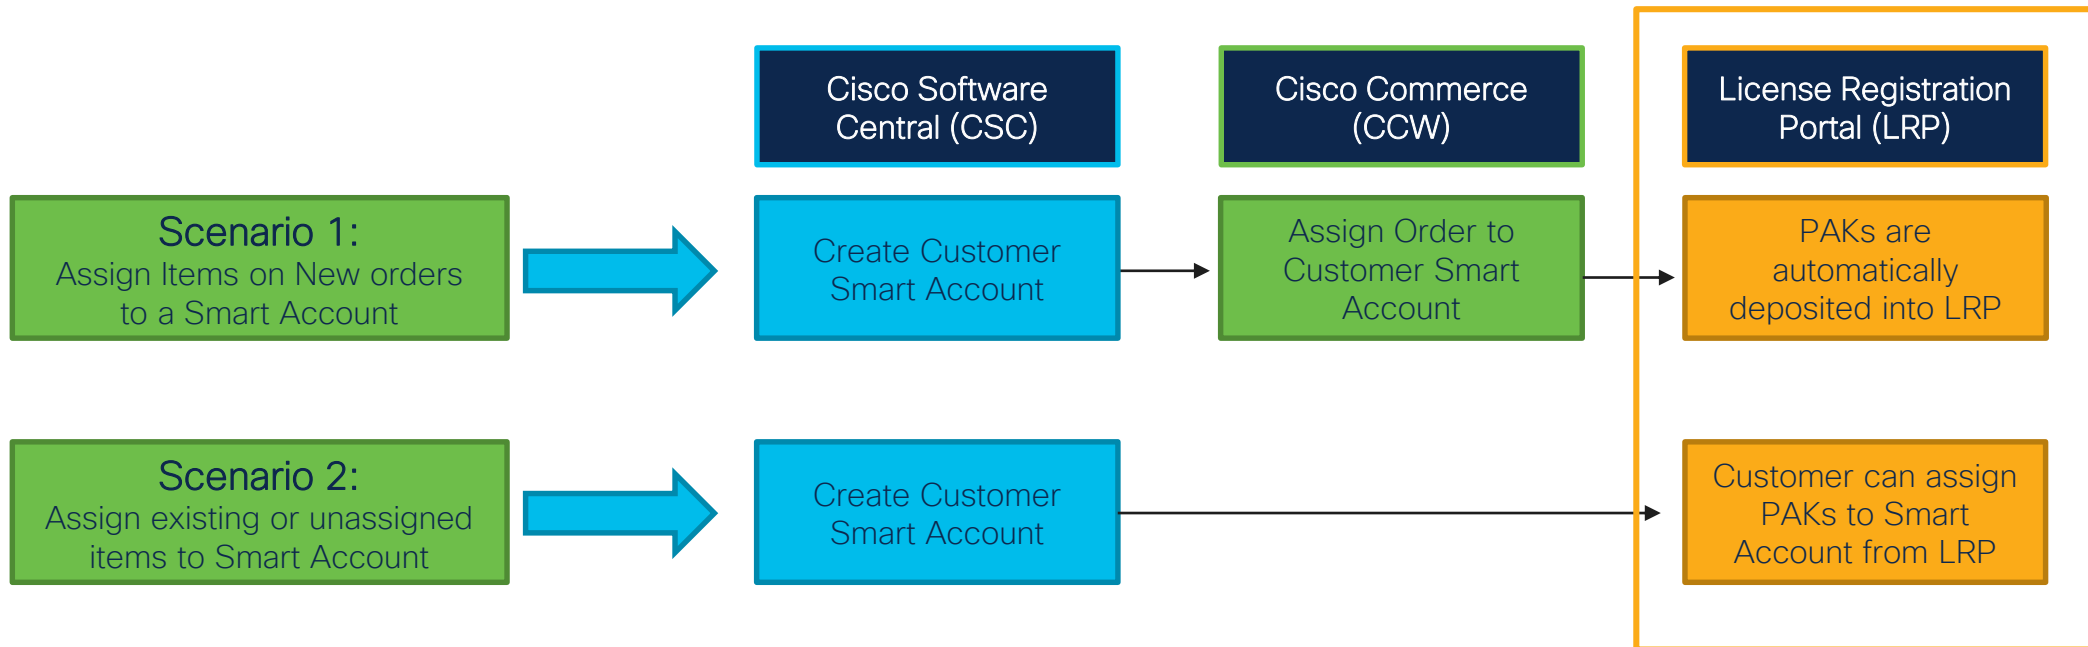 Cisco Software
Central (CSC)
Cisco Commerce
(CCW)
License Registration
Portal (LRP)
Scenario 1:
Assign Items on New orders
to a Smart Account
Create Customer
Smart Account
Assign Order to
Customer Smart
Account
PAKs are
automatically
deposited into LRP
Scenario 2:
Assign existing or unassigned
items to Smart Account
Create Customer
Smart Account
Customer can assign
PAKs to Smart
Account from LRP